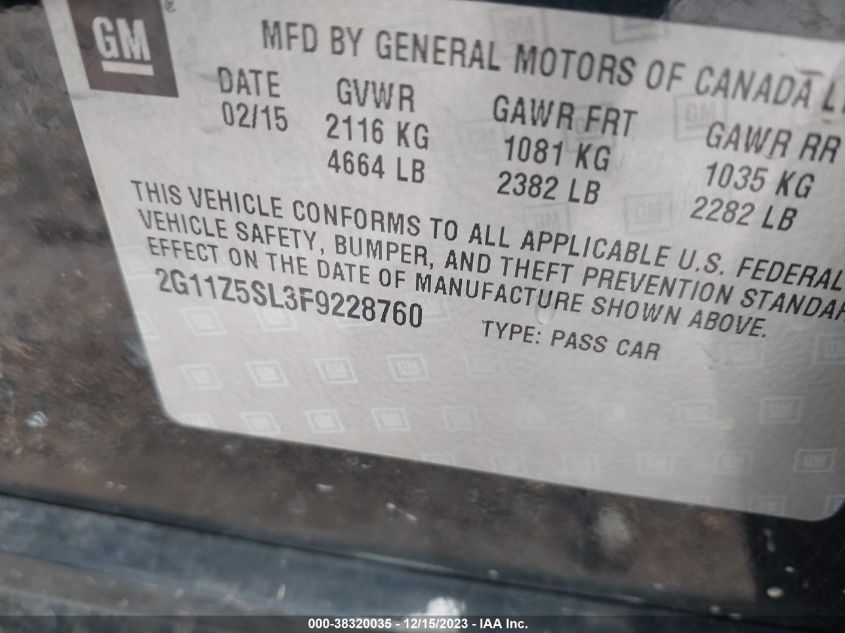 GM ®
MFD BY GENERAL MOTORS OF CANADA
DATE GVWR GAWR FRT GAWR RR
02/15 2116 KG 1081 KG 1035 KG
4664 LB 2382 LB 2282 LB
THIS VEHICLE CONFORMS TO ALL APPLICABLE U.S. FEDERAL
VEHICLE SAFETY, BUMPER, AND THEFT PREVENTION
EFFECT ON THE DATE OF MANUFACTURE SHOWN ABOVE.
2G11Z5SL3F9228760 TYPE: PASS CAR
000-38320035 - 12/15/2023 - IAA Inc.